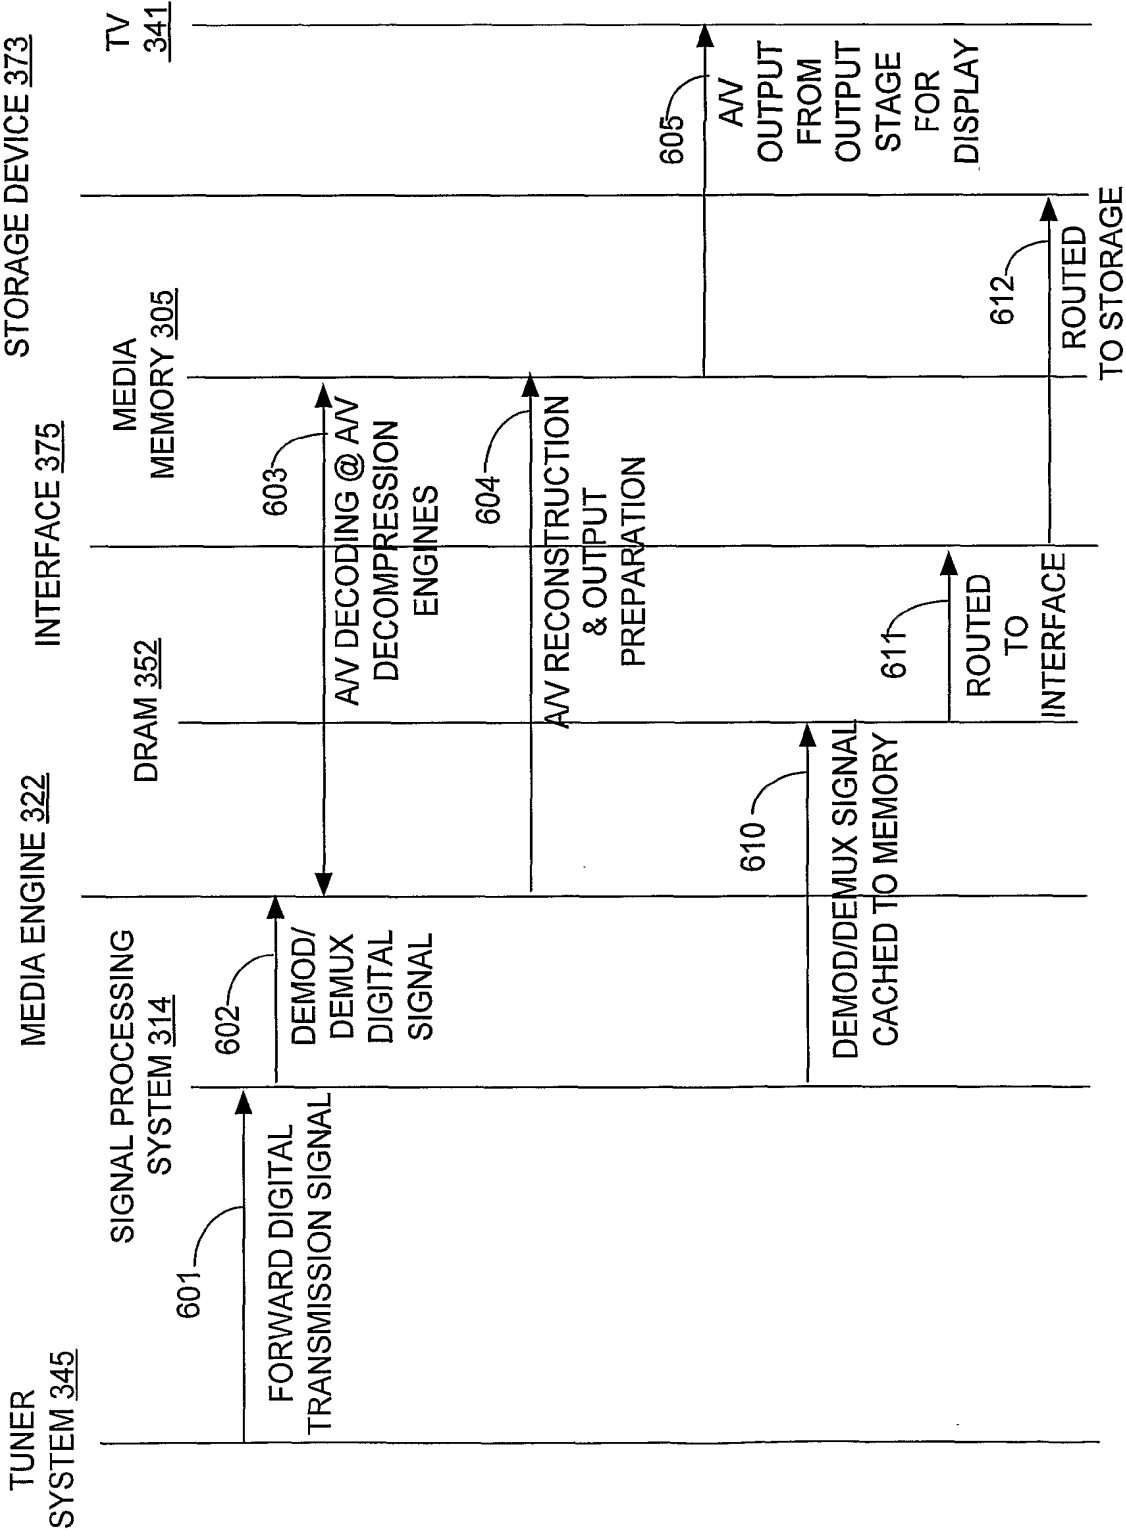 TUNER
SYSTEM 345
SIGNAL PROCESSING
SYSTEM 314
MEDIA ENGINE 322
DRAM 352
INTERFACE 375
MEDIA
MEMORY 305
STORAGE DEVICE 373
TV
341
601
FORWARD DIGITAL
TRANSMISSION SIGNAL
602
DEMOD/
DEMUX
DIGITAL
SIGNAL
603
A/V DECODING @ A/V
DECOMPRESSION
ENGINES
604
A/V RECONSTRUCTION
& OUTPUT
PREPARATION
605
A/V
OUTPUT
FROM
OUTPUT
STAGE
FOR
DISPLAY
610
DEMOD/DEMUX SIGNAL
CACHED TO MEMORY
611
ROUTED
TO
INTERFACE
612
ROUTED
TO STORAGE